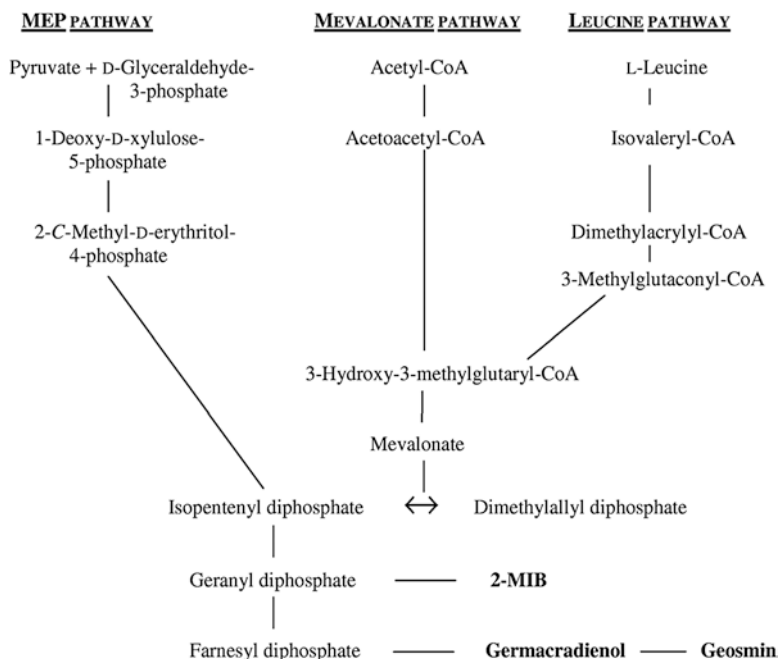 MEP PATHWAY
MEVALONATE PATHWAY
LEUCINE PATHWAY
Pyruvate + D-Glyceraldehyde-
3-phosphate
Acetyl-CoA
L-Leucine
1-Deoxy-D-xylulose-
5-phosphate
Acetoacetyl-CoA
Isovaleryl-CoA
2-C-Methyl-D-erythritol-
4-phosphate
Dimethylacrylyl-CoA
3-Methylglutaconyl-CoA
3-Hydroxy-3-methylglutaryl-CoA
Mevalonate
Isopentenyl diphosphate
Dimethylallyl diphosphate
Geranyl diphosphate
2-MIB
Farnesyl diphosphate
Germacradienol
Geosmin